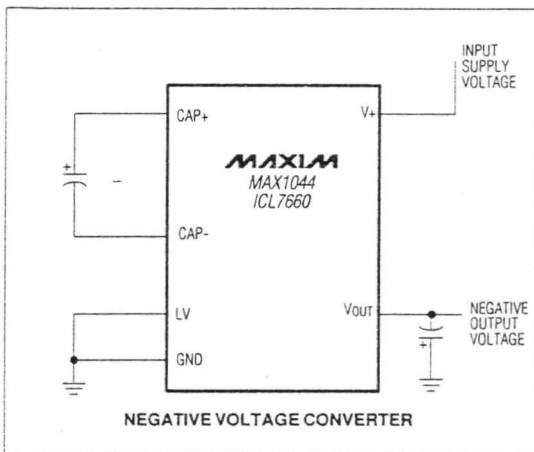 INPUT
SUPPLY
VOLTAGE
CAP+
V+
MAXIM
MAX1044
ICL7660
+
–
CAP-
LV
VOUT
NEGATIVE
OUTPUT
VOLTAGE
GND
+
NEGATIVE VOLTAGE CONVERTER